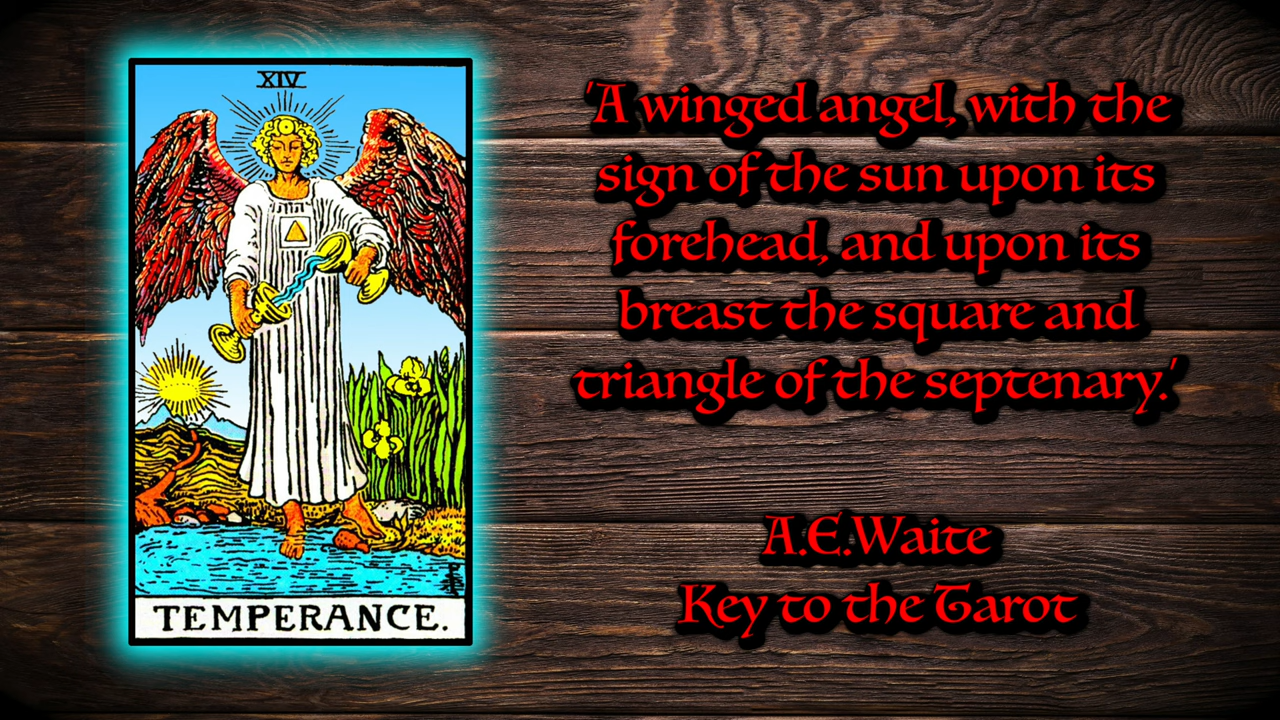 XIV
TEMPERANCE.
'A winged angel, with the
sign of the sun upon its
forehead, and upon its
breast the square and
triangle of the septenary.'
A.E.Waite
Key to the Tarot